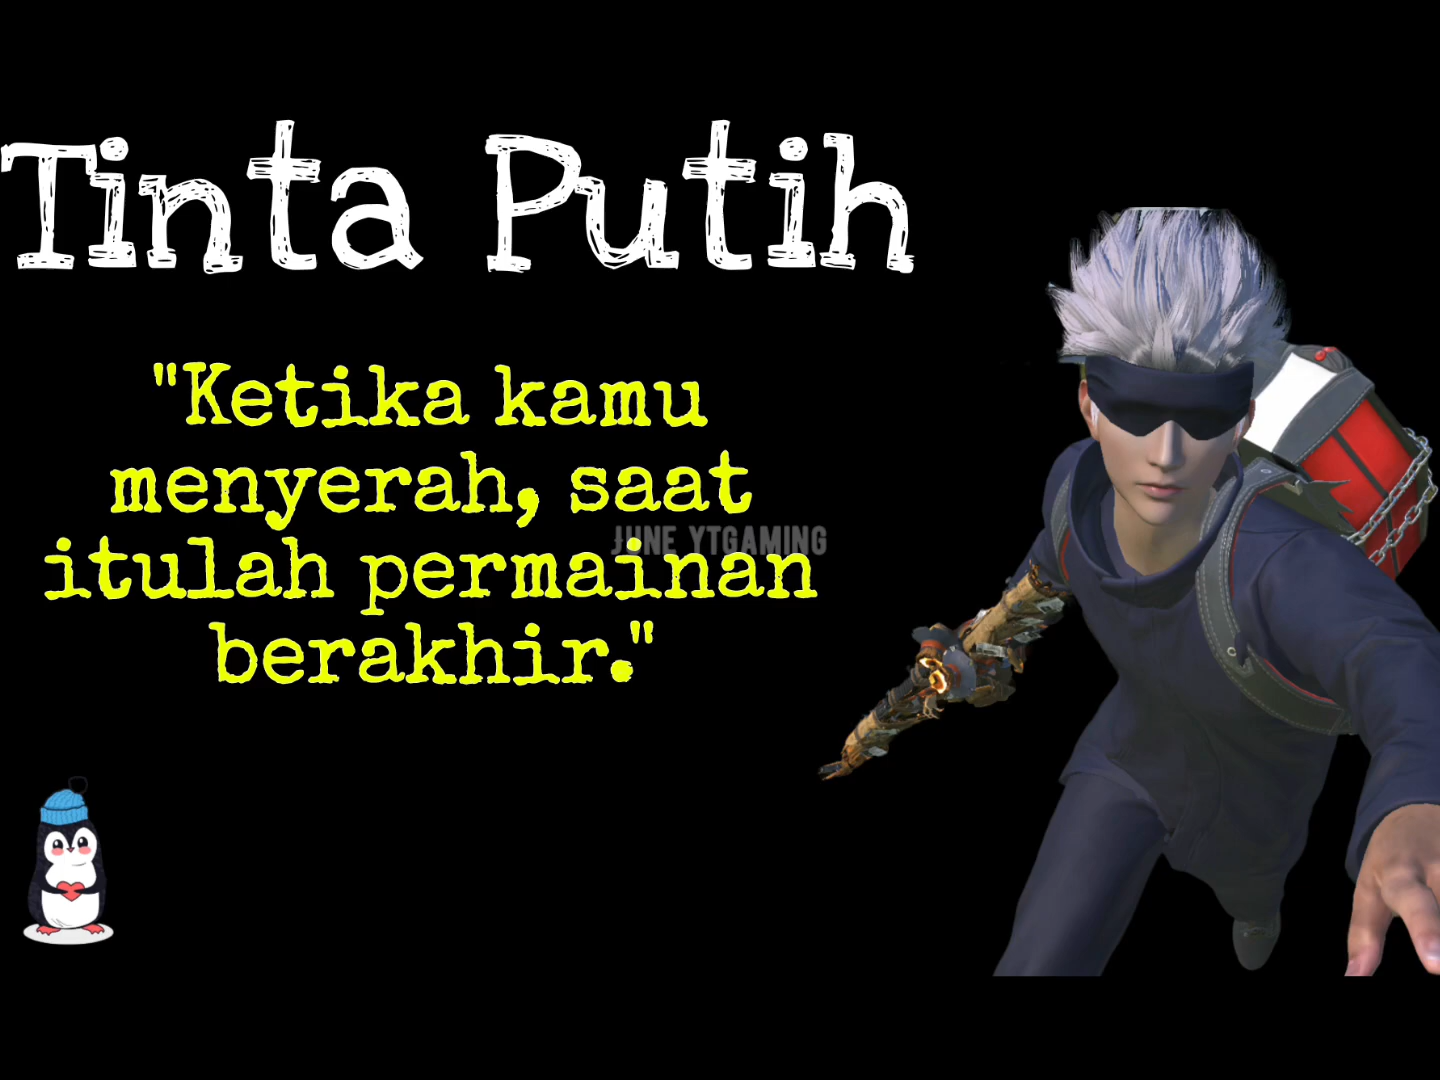 Tinta Putih
"Ketika kamu
menyerah, saat
JUNE YTGAMING
itulah permainan
berakhir."